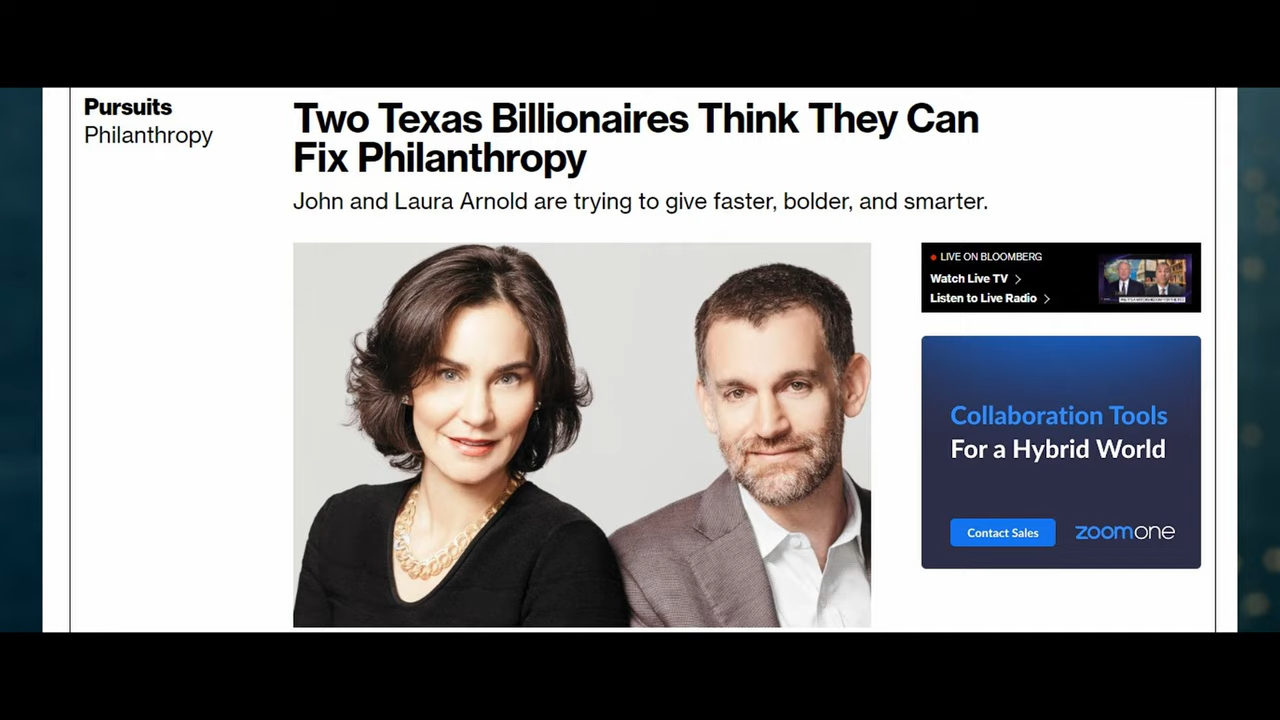 Pursuits
Philanthropy
Two Texas Billionaires Think They Can
Fix Philanthropy
John and Laura Arnold are trying to give faster, bolder, and smarter.
LIVE ON BLOOMBERG
Watch Live TV
Listen to Live Radio
Collaboration Tools
For a Hybrid World
Contact Sales
zoomone